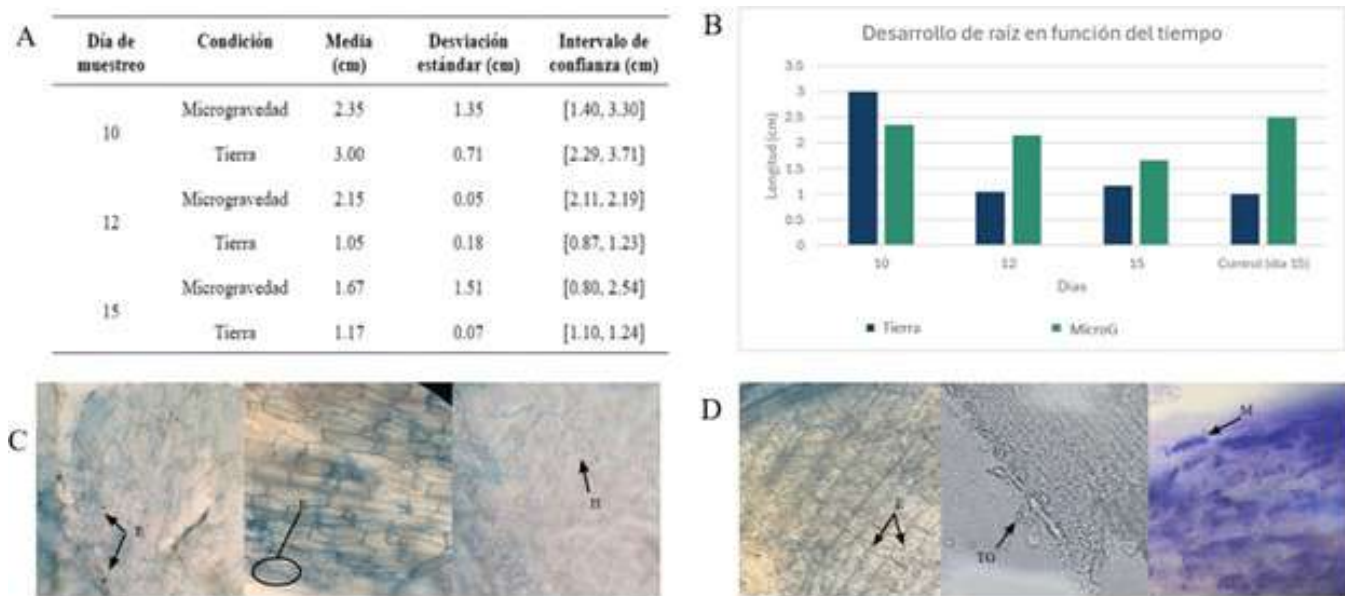 A
Día de muestreo Condición Media (cm) Desviación estándar (cm) Intervalo de confianza (cm)
10 Microgravedad 2.35 1.35 [1.40, 3.30]
Tierra 3.00 0.71 [2.29, 3.71]
12 Microgravedad 2.15 0.05 [2.11, 2.19]
Tierra 1.05 0.18 [0.87, 1.23]
15 Microgravedad 1.67 1.51 [0.80, 2.54]
Tierra 1.17 0.07 [1.10, 1.24]
B
Desarrollo de raíz en función del tiempo
Longitud (cm)
3.5
3
2.5
2
1.5
1
0.5
0
10 12 15 Control (día 15)
Días
Tierra MicroG
C
E
H
D
E
TG
M